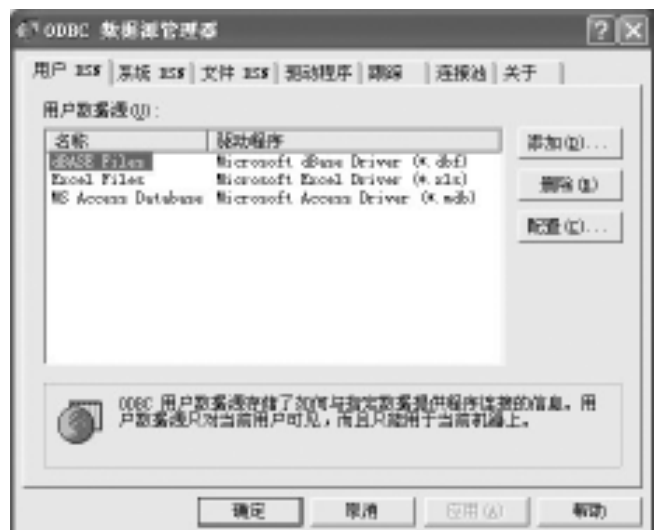 ODBC 数据源管理器
用户 DSN 系统 DSN 文件 DSN 驱动程序 跟踪 连接池 关于
用户数据源(U):
名称 驱动程序
dBASE Files Microsoft dBase Driver (*.dbf)
Excel Files Microsoft Excel Driver (*.xls)
MS Access Database Microsoft Access Driver (*.mdb)
添加(D)...
删除(R)
配置(C)...
ODBC 用户数据源存储了如何与指定数据提供程序连接的信息。用
户数据源只对当前用户可见,而且只能用于当前机器上。
确定 取消 应用(A) 帮助